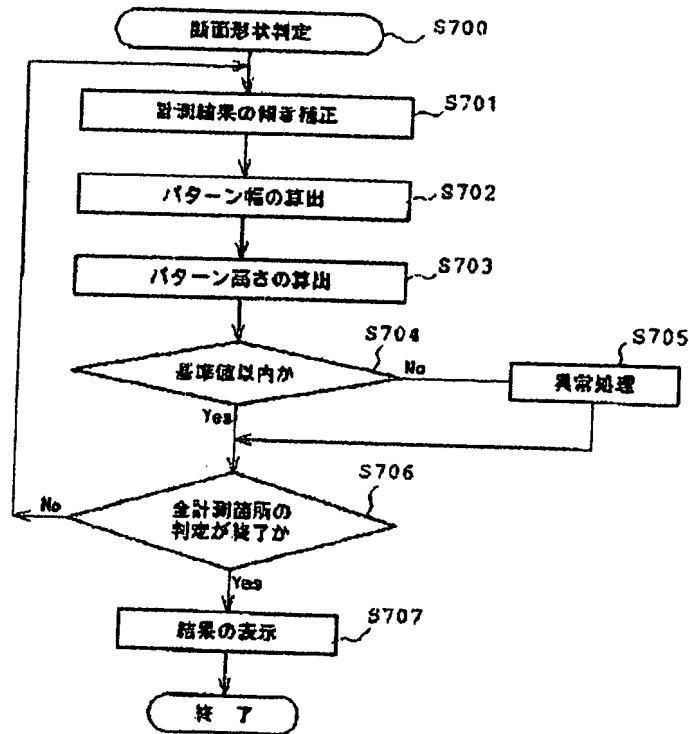 断面形状判定
S700
計測結果の傾き補正
S701
パターン幅の算出
S702
パターン高さの算出
S703
S704
基準値以内か
No
S705
異常処理
Yes
S706
全計測箇所の
判定が終了か
No
Yes
結果の表示
S707
終 了